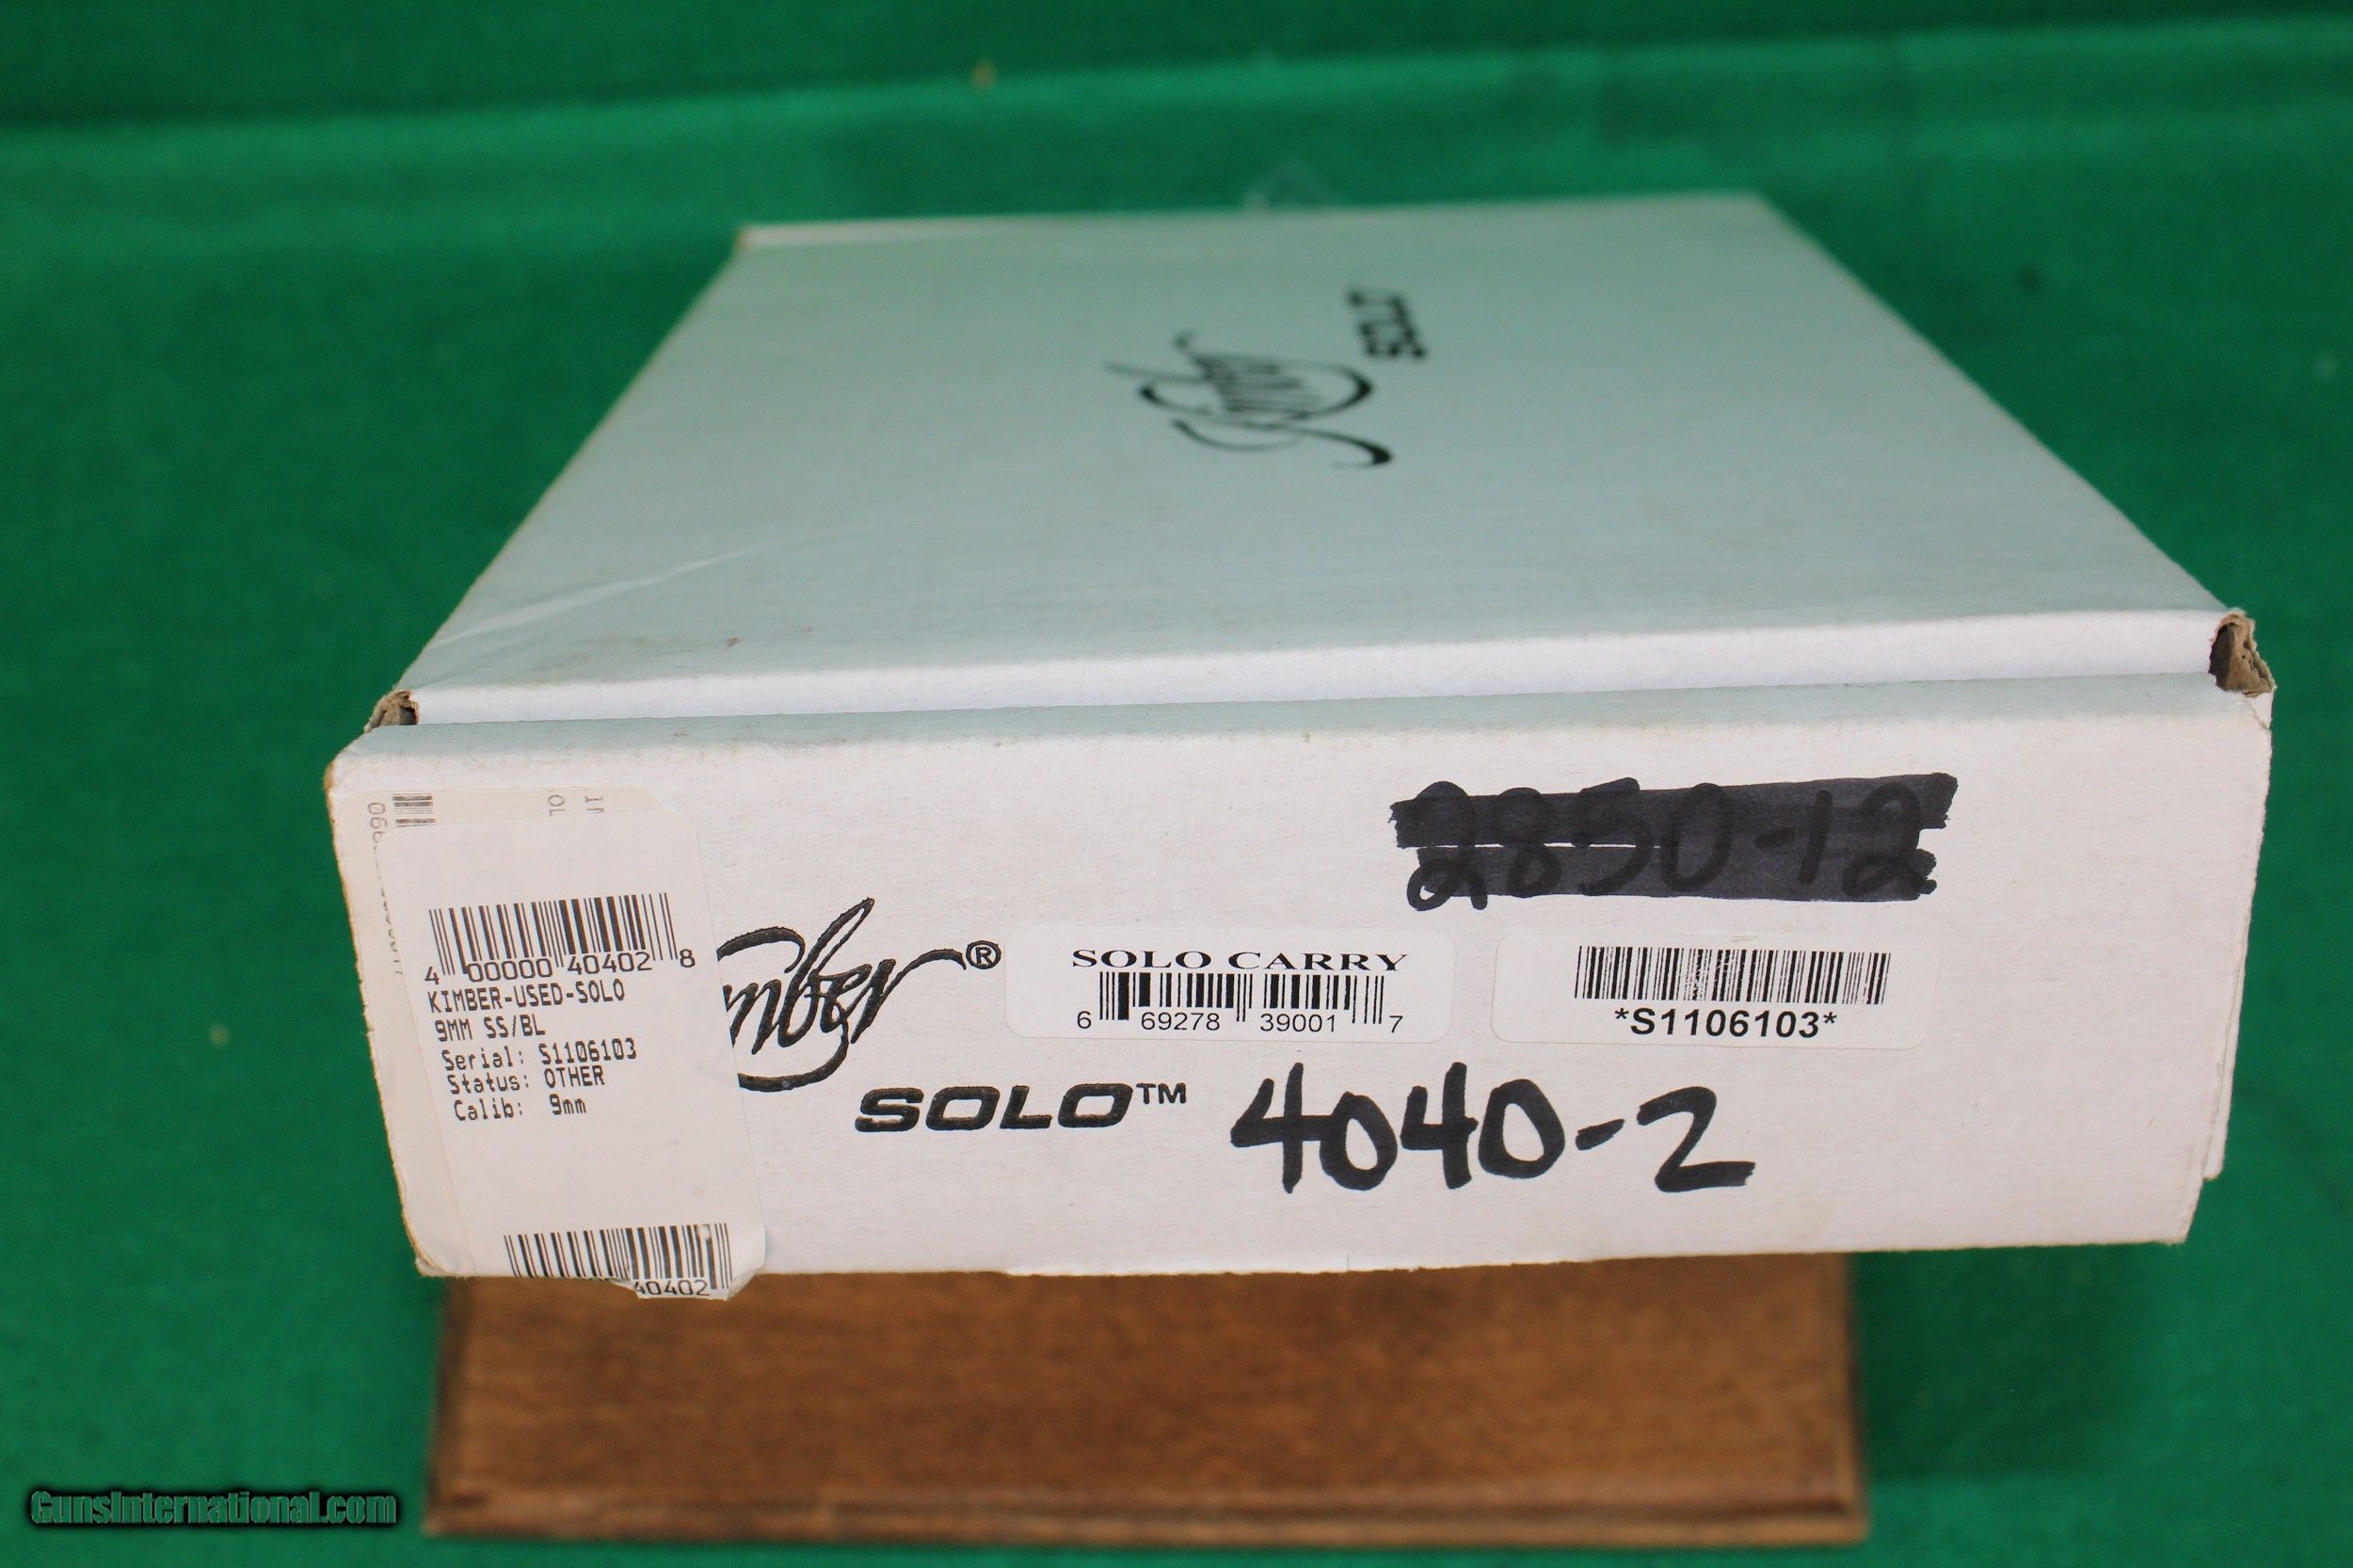 Kimber
SOLO
2850-12
4 00000 40402 8
KIMBER-USED-SOLO
9MM SS/BL
Serial: S1106103
Status: OTHER
Calib: 9mm
40402
mber®
SOLO™
SOLO CARRY
6 69278 39001 7
*S1106103*
4040-2
GunsInternational.com